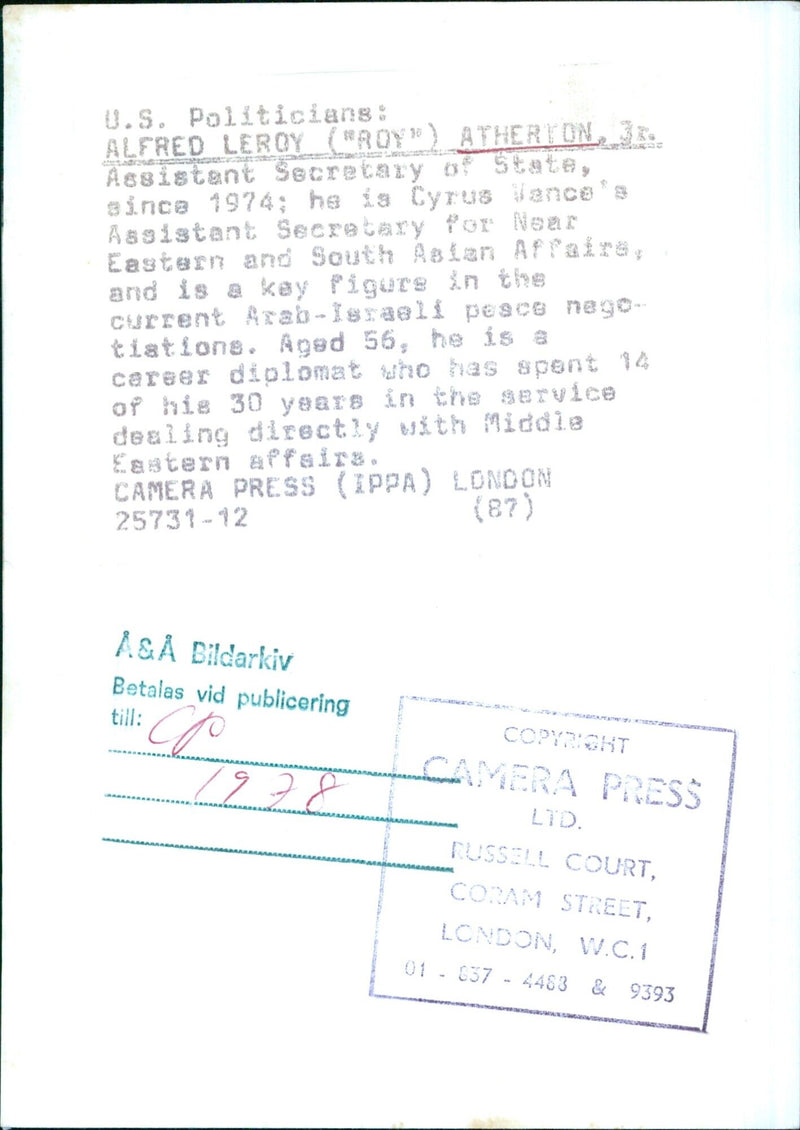 U.S. Politicians:
ALFRED LEROY ("ROY") ATHERTON, Jr.
Assistant Secretary of State,
since 1974; he is Cyrus Vance's
Assistant Secretary for Near
Eastern and South Asian Affairs,
and is a key figure in the
current Arab-Israeli peace nego-
tiations. Aged 56, he is a
career diplomat who has spent 14
of his 30 years in the service
dealing directly with Middle
Eastern affairs.
CAMERA PRESS (IPPA) LONDON
25731-12 (87)
Å&Å Bildarkiv
Betalas vid publicering
till: CP
1978
COPYRIGHT
CAMERA PRESS
LTD.
RUSSELL COURT,
CORAM STREET,
LONDON, W.C.1
01 - 837 - 4488 & 9393